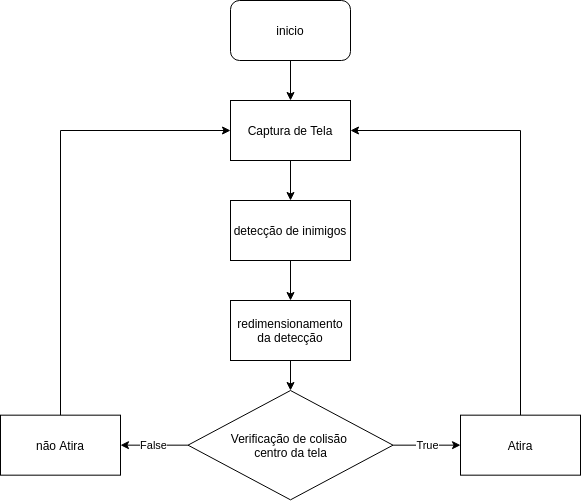 inicio
Captura de Tela
detecção de inimigos
redimensionamento
da detecção
Verificação de colisão
centro da tela
False
True
não Atira
Atira